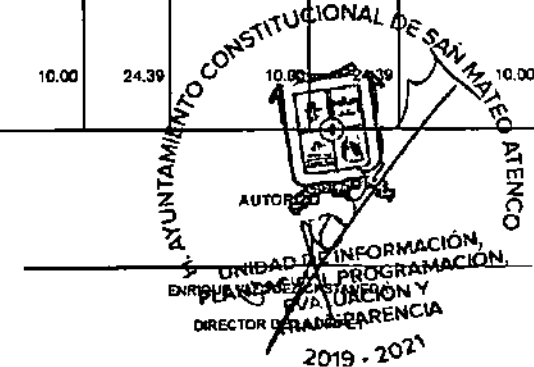 10.00 24.39 10.00 24.39 10.00
H. AYUNTAMIENTO CONSTITUCIONAL DE SAN MATEO ATENCO
AUTORIZÓ
UNIDAD DE INFORMACIÓN,
PROGRAMACIÓN,
ENRIQUE
EVALUACIÓN Y
DIRECTOR
TRANSPARENCIA
2019 - 2021